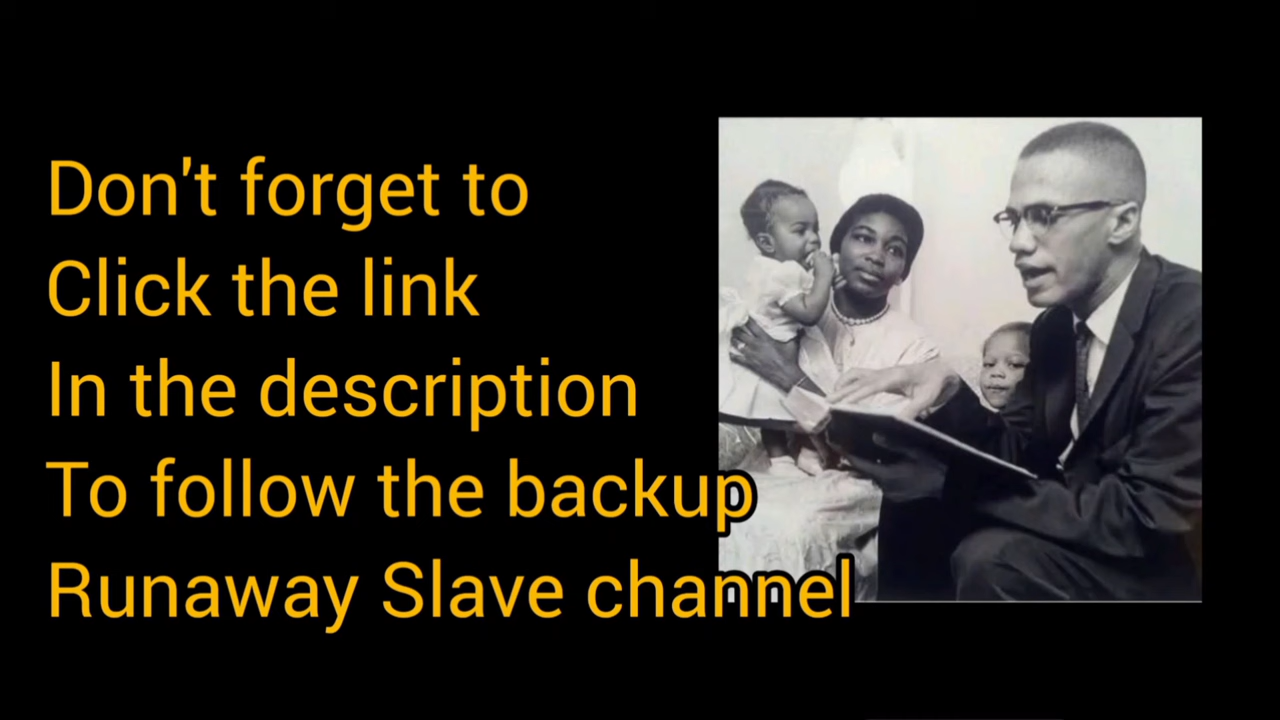 Don't forget to
Click the link
In the description
To follow the backup
Runaway Slave channel